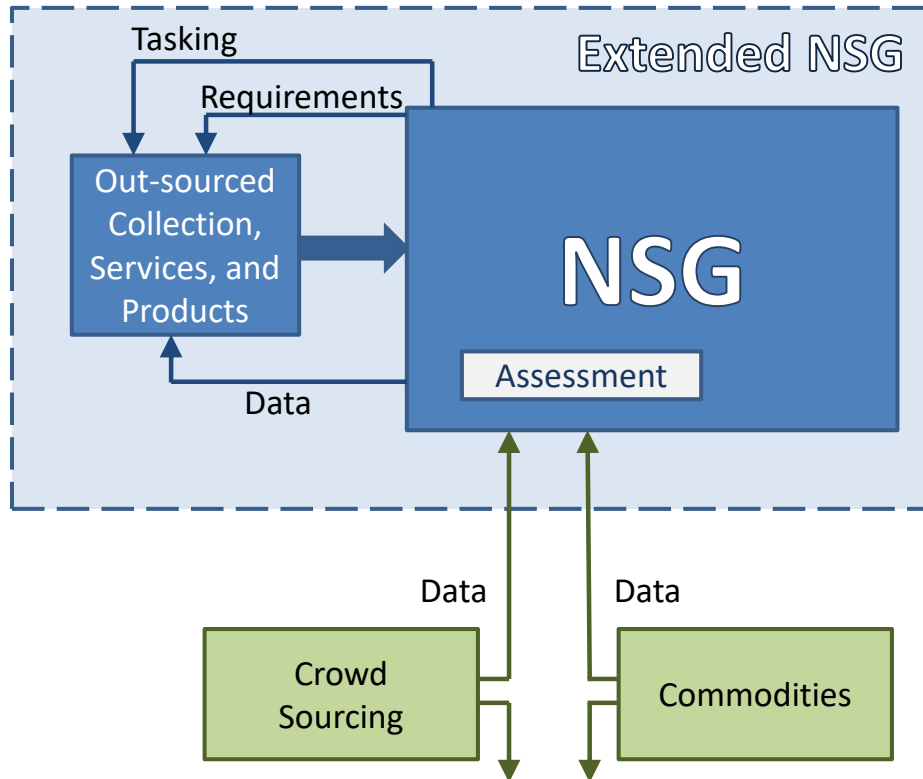 Tasking
Extended NSG
Requirements
Out-sourced
Collection,
Services, and
Products
NSG
Assessment
Data
Data
Data
Crowd
Sourcing
Commodities